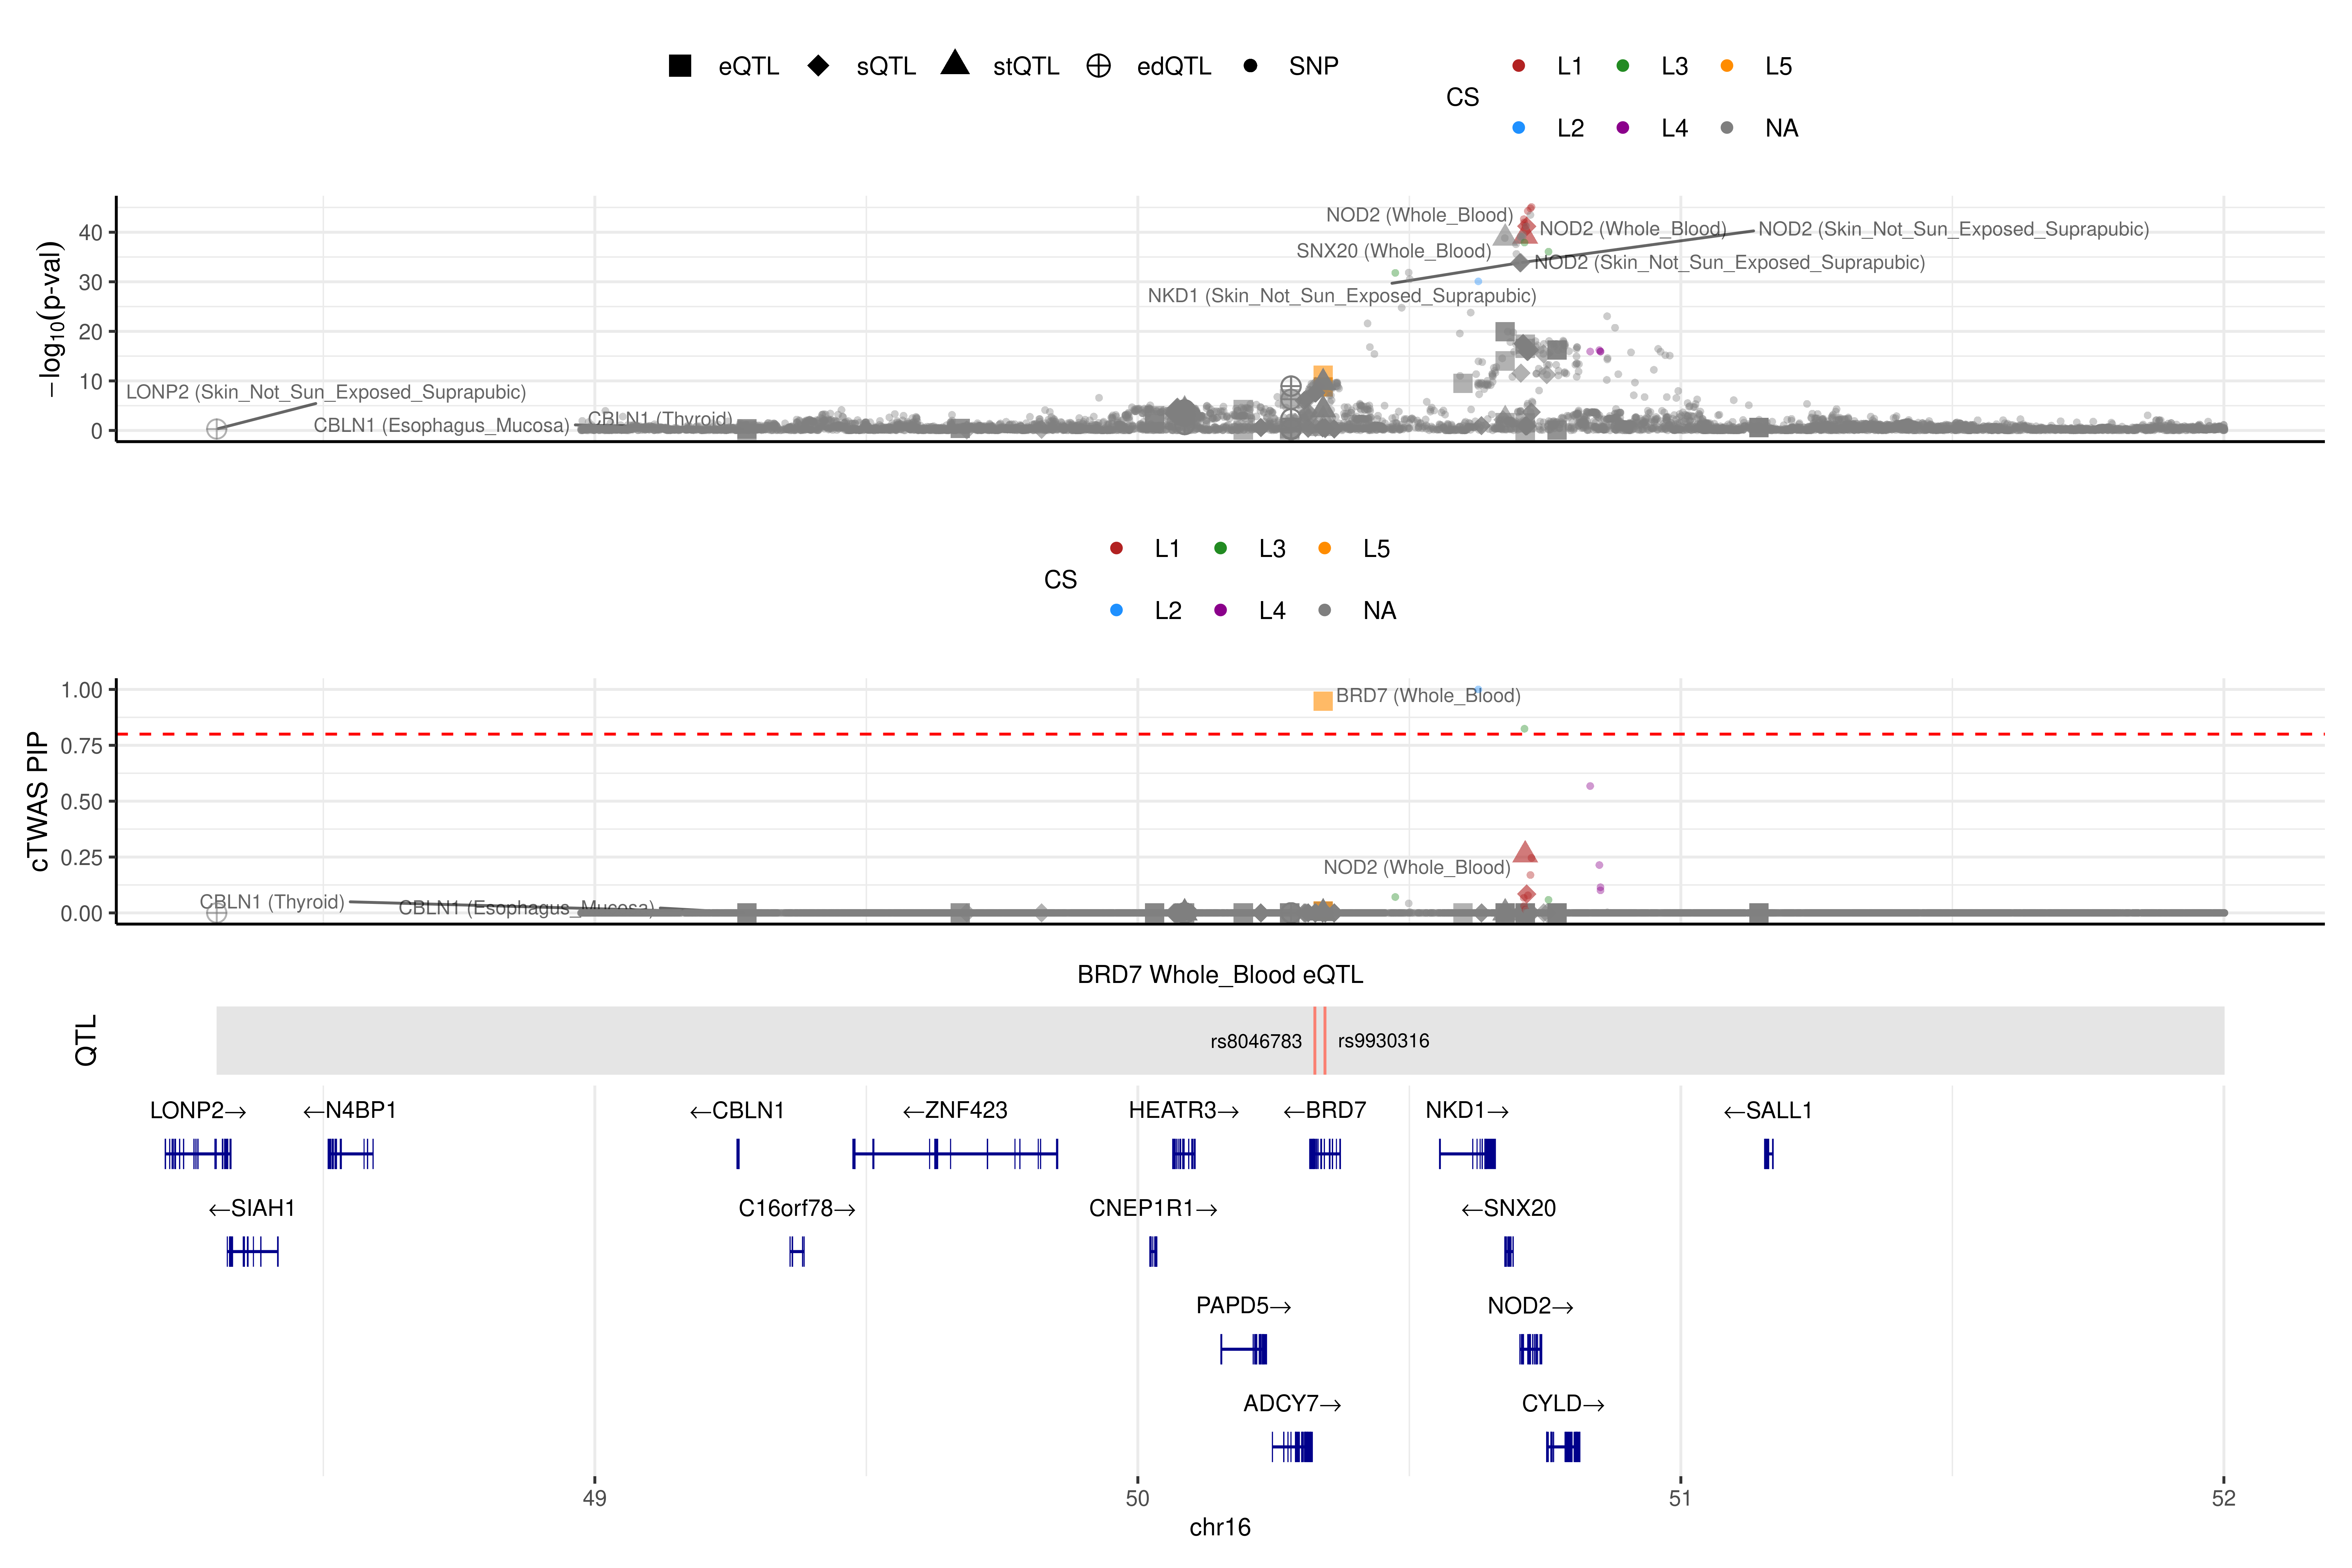 eQTL sQTL stQTL edQTL SNP
CS
L1 L3 L5
L2 L4 NA
−log10(p-val)
40
30
20
10
0
NOD2 (Whole_Blood)
NOD2 (Whole_Blood)
NOD2 (Skin_Not_Sun_Exposed_Suprapubic)
SNX20 (Whole_Blood)
NOD2 (Skin_Not_Sun_Exposed_Suprapubic)
NKD1 (Skin_Not_Sun_Exposed_Suprapubic)
LONP2 (Skin_Not_Sun_Exposed_Suprapubic)
CBLN1 (Esophagus_Mucosa)
CBLN1 (Thyroid)
CS
L1 L3 L5
L2 L4 NA
cTWAS PIP
1.00
0.75
0.50
0.25
0.00
BRD7 (Whole_Blood)
NOD2 (Whole_Blood)
CBLN1 (Thyroid)
CBLN1 (Esophagus_Mucosa)
BRD7 Whole_Blood eQTL
QTL
rs8046783 rs9930316
LONP2→ ←N4BP1 ←CBLN1 ←ZNF423 HEATR3→ ←BRD7 NKD1→ ←SALL1
←SIAH1 C16orf78→ CNEP1R1→ ←SNX20
PAPD5→ NOD2→
ADCY7→ CYLD→
49 50 51 52
chr16